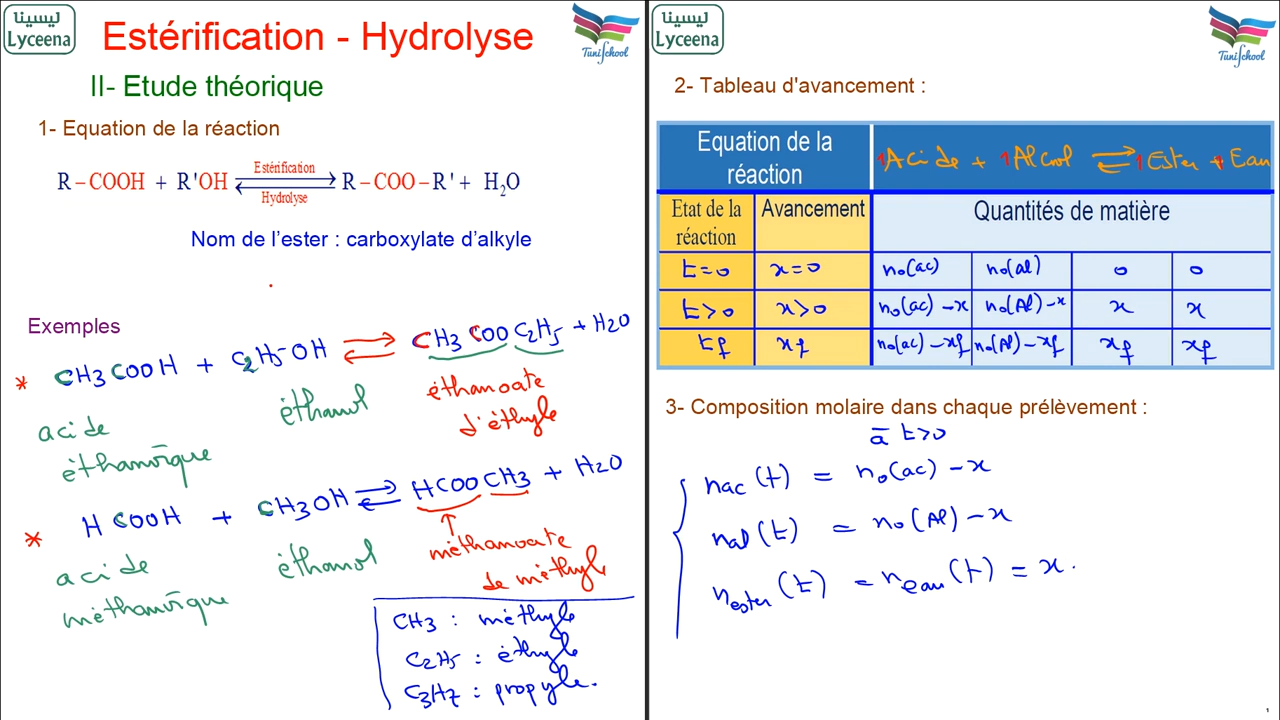 ليسينا
Lyceena
Estérification - Hydrolyse
TuniSchool
II- Etude théorique
1- Equation de la réaction
R – COOH + R'OH Estérification Hydrolyse R – COO – R' + H₂O
Nom de l'ester : carboxylate d'alkyle
Exemples
* CH3COOH + C2H5-OH ⇌ CH3COOC2H5 + H2O
acide éthanoïque
éthanol
éthanoate d'éthyle
* HCOOH + CH3OH ⇌ HCOOCH3 + H2O
acide méthanoïque
éthanol
méthanoate de méthyle
CH3 : méthyle
C2H5 : éthyle
C3H7 : propyle.
ليسينا
Lyceena
TuniSchool
2- Tableau d'avancement :
Equation de la réaction 1Acide + 1Alcool ⇌ 1Ester + 1Eau
Etat de la réaction Avancement Quantités de matière
t=0 x=0 n0(ac) n0(al) 0 0
t>0 x>0 n0(ac)-x n0(Al)-x x x
tf xf n0(ac)-xf n0(Al)-xf xf xf
3- Composition molaire dans chaque prélèvement :
à t>0
nac(t) = n0(ac)-x
nal(t) = n0(Al)-x
nester(t) = neau(t) = x.
1